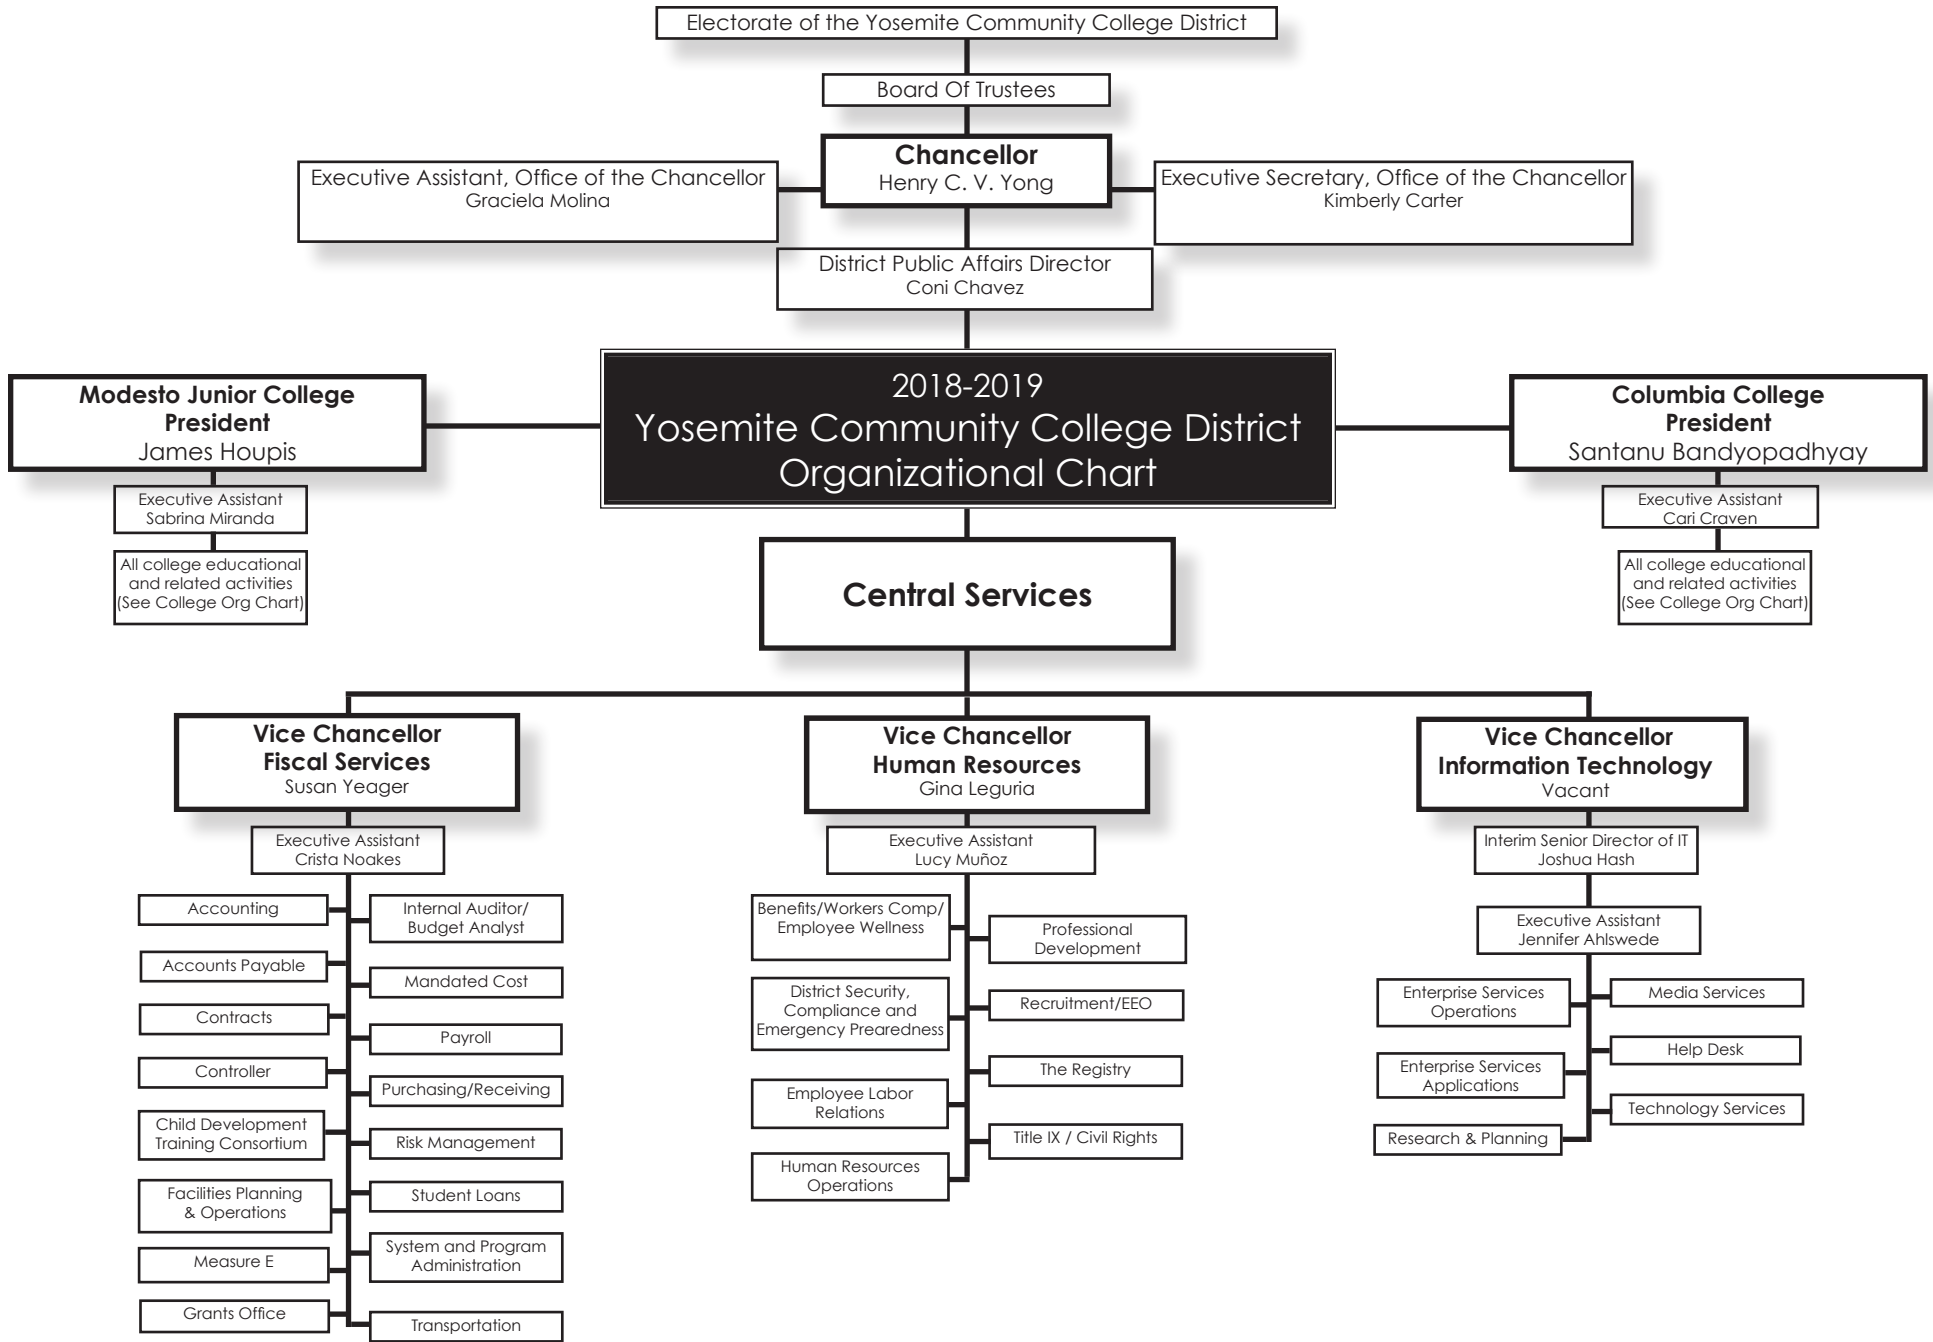 Electorate of the Yosemite Community College District
Board Of Trustees
Chancellor
Henry C. V. Yong
Executive Assistant, Office of the Chancellor
Graciela Molina
Executive Secretary, Office of the Chancellor
Kimberly Carter
District Public Affairs Director
Coni Chavez
2018-2019
Yosemite Community College District
Organizational Chart
Modesto Junior College
President
James Houpis
Executive Assistant
Sabrina Miranda
All college educational
and related activities
(See College Org Chart)
Columbia College
President
Santanu Bandyopadhyay
Executive Assistant
Cari Craven
All college educational
and related activities
(See College Org Chart)
Central Services
Vice Chancellor
Fiscal Services
Susan Yeager
Executive Assistant
Crista Noakes
Accounting
Accounts Payable
Contracts
Controller
Child Development
Training Consortium
Facilities Planning
& Operations
Measure E
Grants Office
Internal Auditor/
Budget Analyst
Mandated Cost
Payroll
Purchasing/Receiving
Risk Management
Student Loans
System and Program
Administration
Transportation
Vice Chancellor
Human Resources
Gina Leguria
Executive Assistant
Lucy Muñoz
Benefits/Workers Comp/
Employee Wellness
District Security,
Compliance and
Emergency Prearedness
Employee Labor
Relations
Human Resources
Operations
Professional
Development
Recruitment/EEO
The Registry
Title IX / Civil Rights
Vice Chancellor
Information Technology
Vacant
Interim Senior Director of IT
Joshua Hash
Executive Assistant
Jennifer Ahlswede
Enterprise Services
Operations
Enterprise Services
Applications
Research & Planning
Media Services
Help Desk
Technology Services